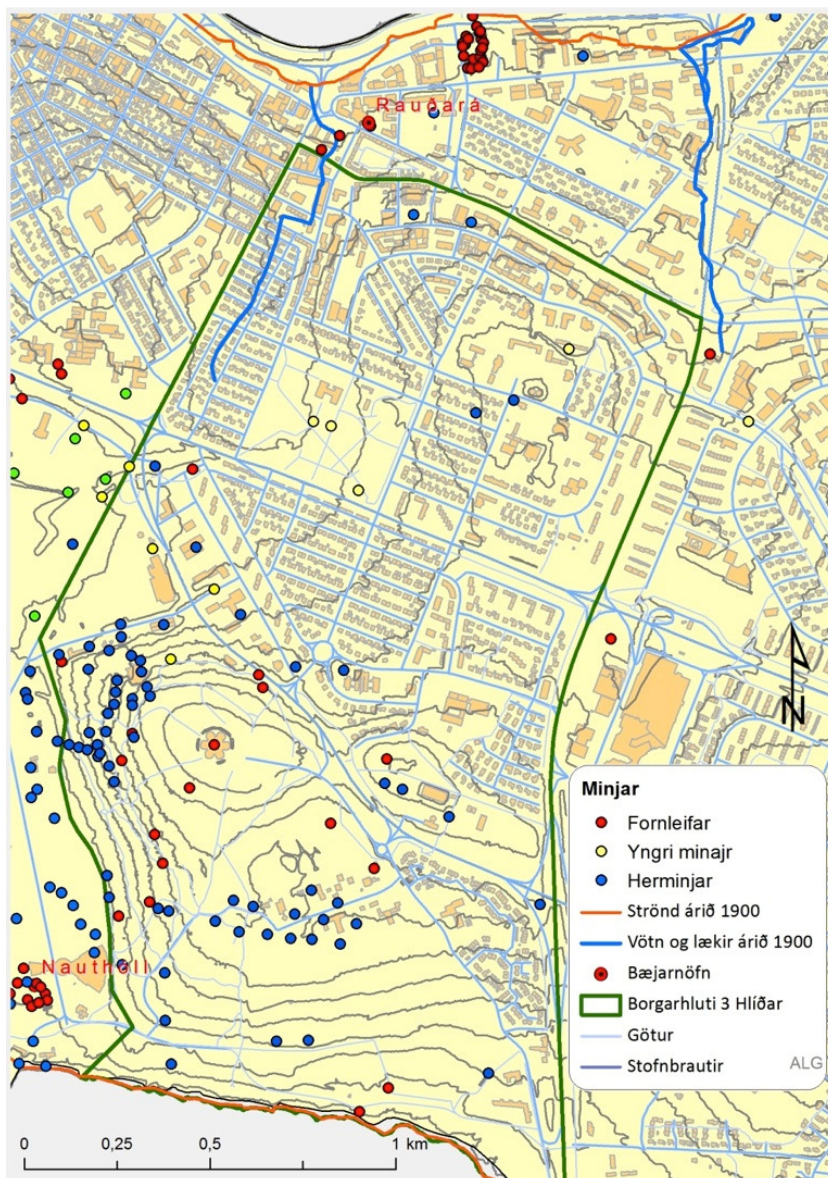 Rauðará
N
Nauthóll
Minjar
Fornleifar
Yngri minajr
Herminjar
Strönd árið 1900
Vötn og lækir árið 1900
Bæjarnöfn
Borgarhluti 3 Hlíðar
Götur
Stofnbrautir
ALG
0 0,25 0,5 1 km